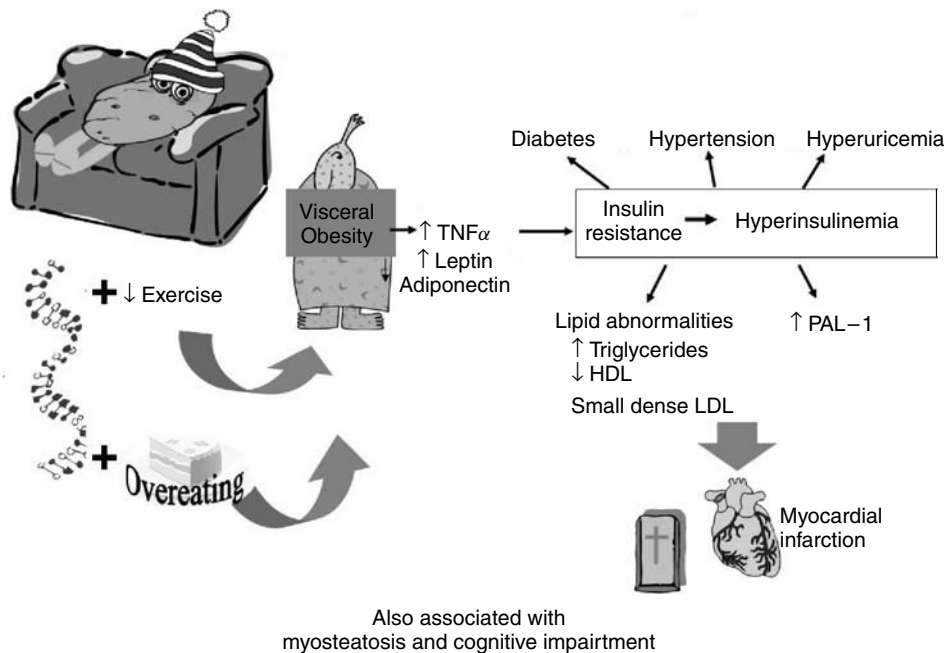 Diabetes
Hypertension
Hyperuricemia
Visceral
Obesity
↑ TNFα
↑ Leptin
↓ Adiponectin
Insulin
resistance
Hyperinsulinemia
+ ↓ Exercise
Lipid abnormalities
↑ Triglycerides
↓ HDL
Small dense LDL
↑ PAL−1
+
Overeating
Myocardial
infarction
Also associated with
myosteatosis and cognitive impairtment